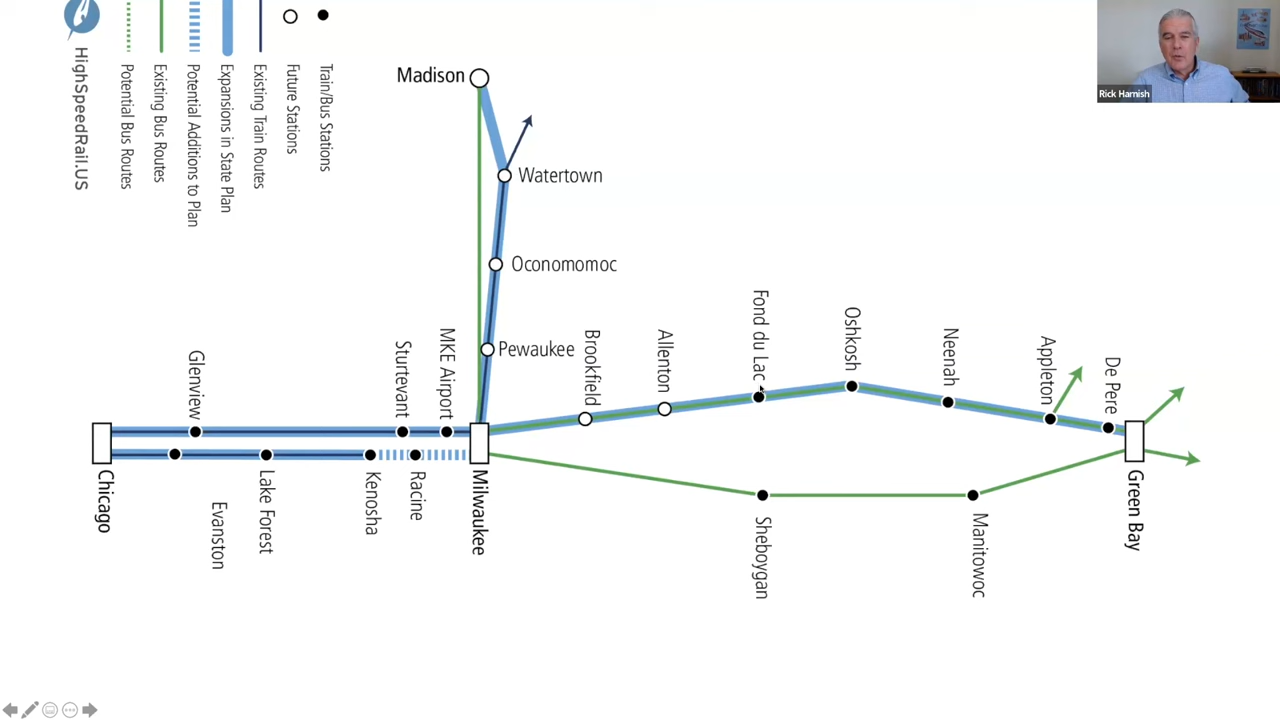 Rick Harnish
Train/Bus Stations
Future Stations
Existing Train Routes
Expansions in State Plan
Potential Additions to Plan
Existing Bus Routes
Potential Bus Routes
HighSpeedRail.US
Madison
Watertown
Oconomomoc
Pewaukee
Brookfield
Allenton
Fond du Lac
Oshkosh
Neenah
Appleton
De Pere
Glenview
Sturtevant
MKE Airport
Chicago
Evanston
Lake Forest
Kenosha
Racine
Milwaukee
Sheboygan
Manitowoc
Green Bay